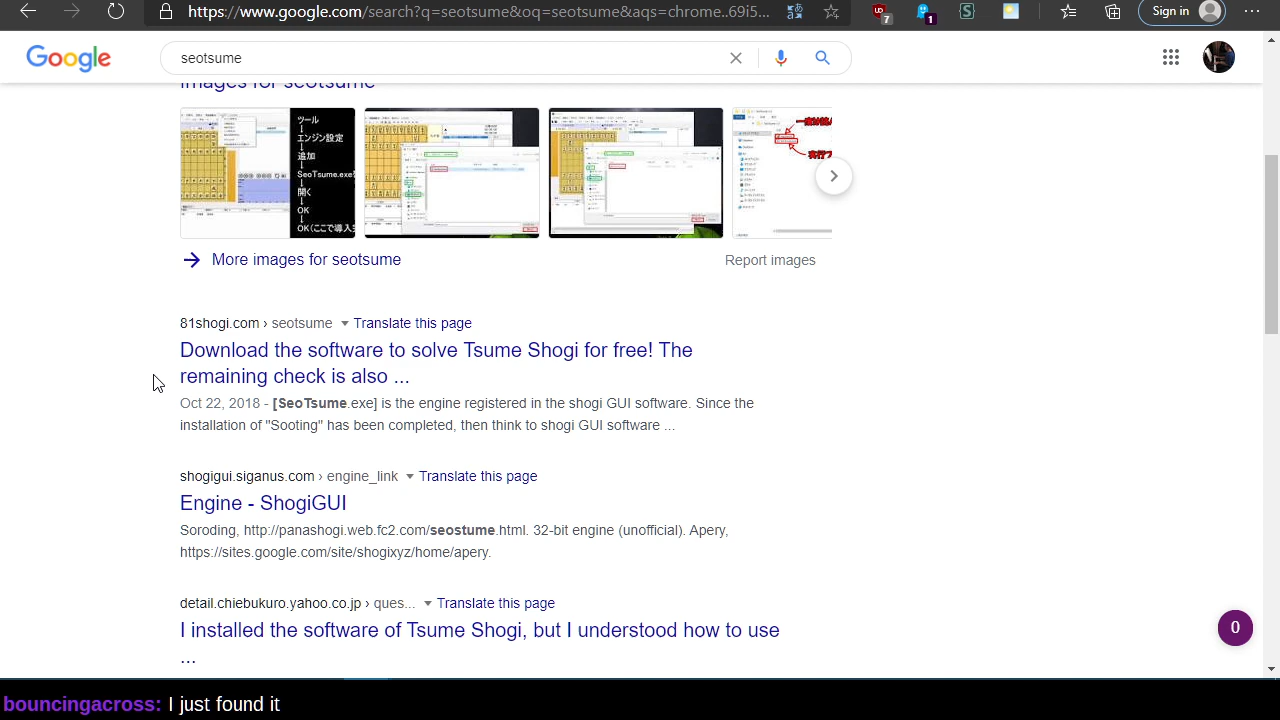 https://www.google.com/search?q=seotsume&oq=seotsume&aqs=chrome..69i5...
7
1
Sign in
Google
seotsume
Images for seotsume
ツール
↓
エンジン設定
↓
追加
↓
SeoTsume.exe
↓
開く
↓
OK
↓
More images for seotsume
Report images
81shogi.com › seotsume
Translate this page
Download the software to solve Tsume Shogi for free! The
remaining check is also ...
Oct 22, 2018 - [SeoTsume.exe] is the engine registered in the shogi GUI software. Since the
installation of "Sooting" has been completed, then think to shogi GUI software ...
shogigui.siganus.com › engine_link
Translate this page
Engine - ShogiGUI
Soroding, http://panashogi.web.fc2.com/seostume.html. 32-bit engine (unofficial). Apery,
https://sites.google.com/site/shogixyz/home/apery.
detail.chiebukuro.yahoo.co.jp › ques...
Translate this page
I installed the software of Tsume Shogi, but I understood how to use
...
0
bouncingacross: I just found it